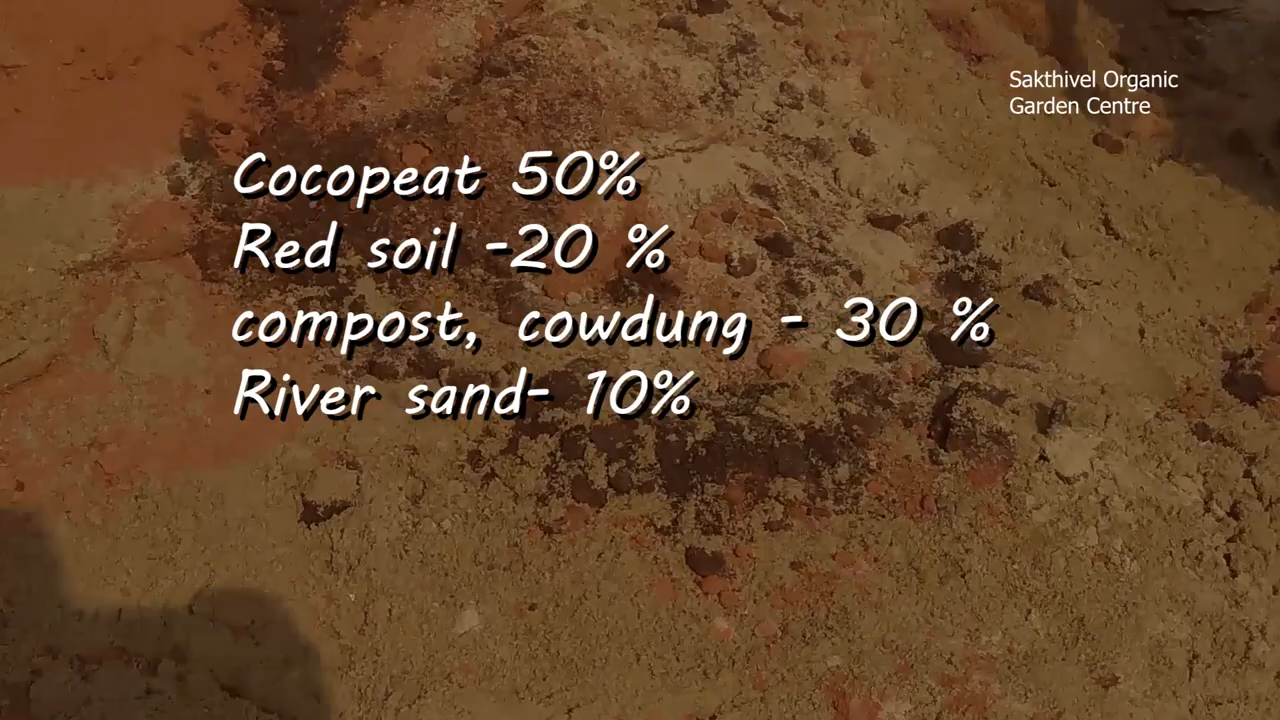 Sakthivel Organic
Garden Centre
Cocopeat 50%
Red soil -20 %
compost, cowdung - 30 %
River sand- 10%